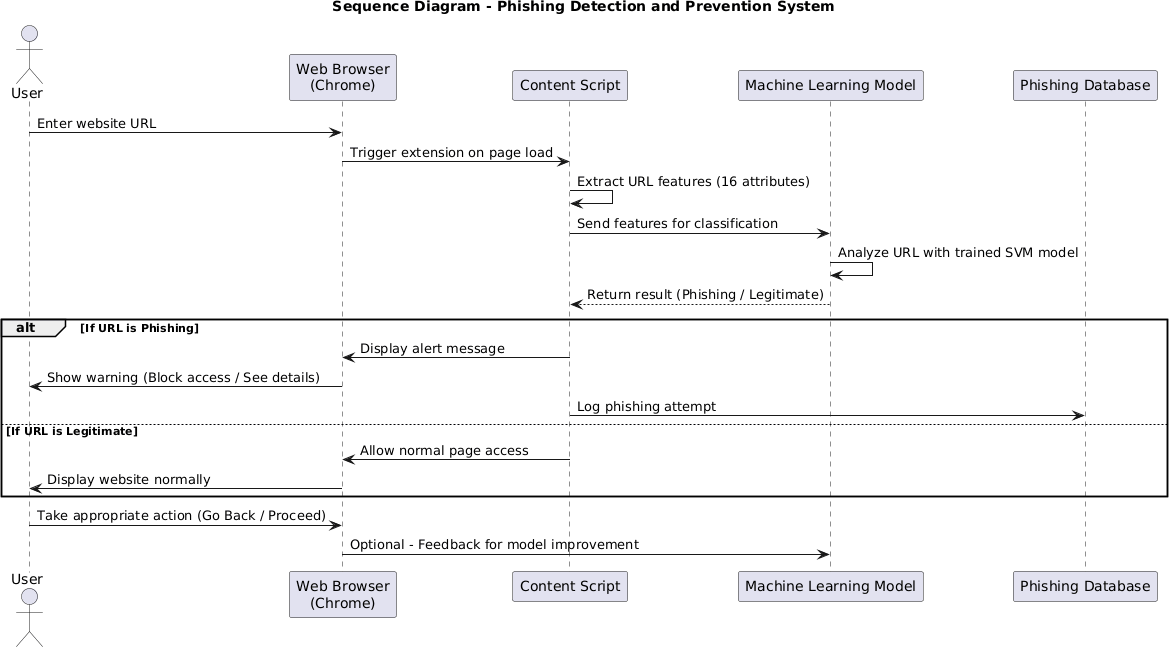 Sequence Diagram - Phishing Detection and Prevention System
User
Web Browser
(Chrome)
Content Script
Machine Learning Model
Phishing Database
Enter website URL
Trigger extension on page load
Extract URL features (16 attributes)
Send features for classification
Analyze URL with trained SVM model
Return result (Phishing / Legitimate)
alt
[If URL is Phishing]
Display alert message
Show warning (Block access / See details)
Log phishing attempt
[If URL is Legitimate]
Allow normal page access
Display website normally
Take appropriate action (Go Back / Proceed)
Optional - Feedback for model improvement
User
Web Browser
(Chrome)
Content Script
Machine Learning Model
Phishing Database